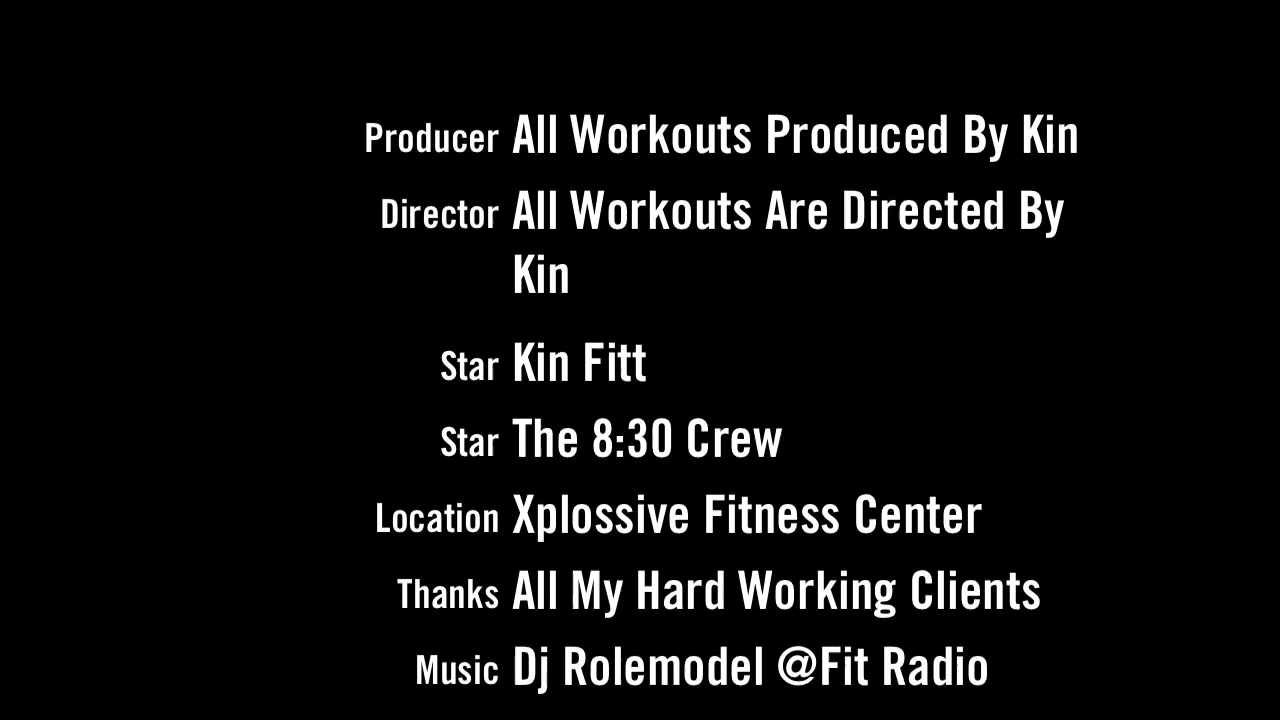 Producer All Workouts Produced By Kin
Director All Workouts Are Directed By
Kin
Star Kin Fitt
Star The 8:30 Crew
Location Xplossive Fitness Center
Thanks All My Hard Working Clients
Music Dj Rolemodel @Fit Radio